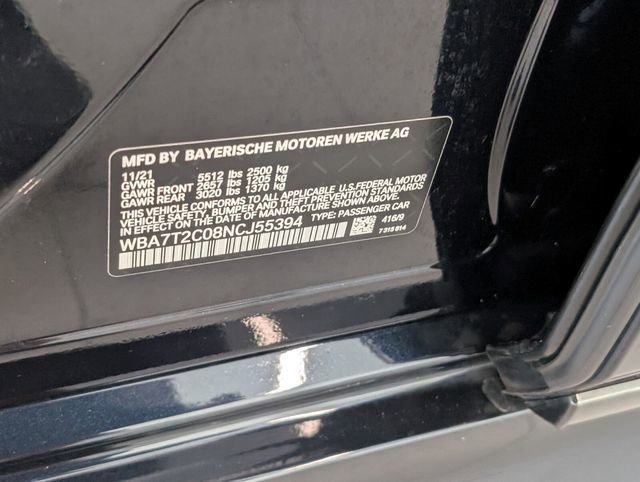 MFD BY BAYERISCHE MOTOREN WERKE AG
11/21 5512 lbs 2500 kg
GVWR
GAWR FRONT 2657 lbs 1205 kg
GAWR REAR 3020 lbs 1370 kg
THIS VEHICLE CONFORMS TO ALL APPLICABLE U.S.FEDERAL MOTOR
VEHICLE SAFETY, BUMPER AND THEFT PREVENTION STANDARDS
IN EFFECT ON THE DATE OF MANUFACTURE SHOWN ABOVE.
WBA7T2C08NCJ55394 TYPE: PASSENGER CAR
416/9
7 315 614